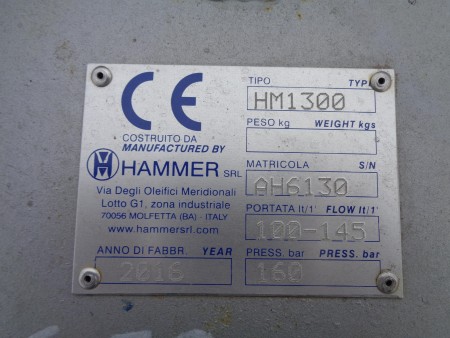 CE
COSTRUITO DA
MANUFACTURED BY
HAMMER SRL
Via Degli Oleifici Meridionali
Lotto G1, zona industriale
70056 MOLFETTA (BA) - ITALY
www.hammersrl.com
ANNO DI FABBR. YEAR
2016
TIPO TYPE
HM1300
PESO kg WEIGHT kgs
MATRICOLA S/N
AH6130
PORTATA lt/1' FLOW lt/1'
100-145
PRESS. bar PRESS. bar
160